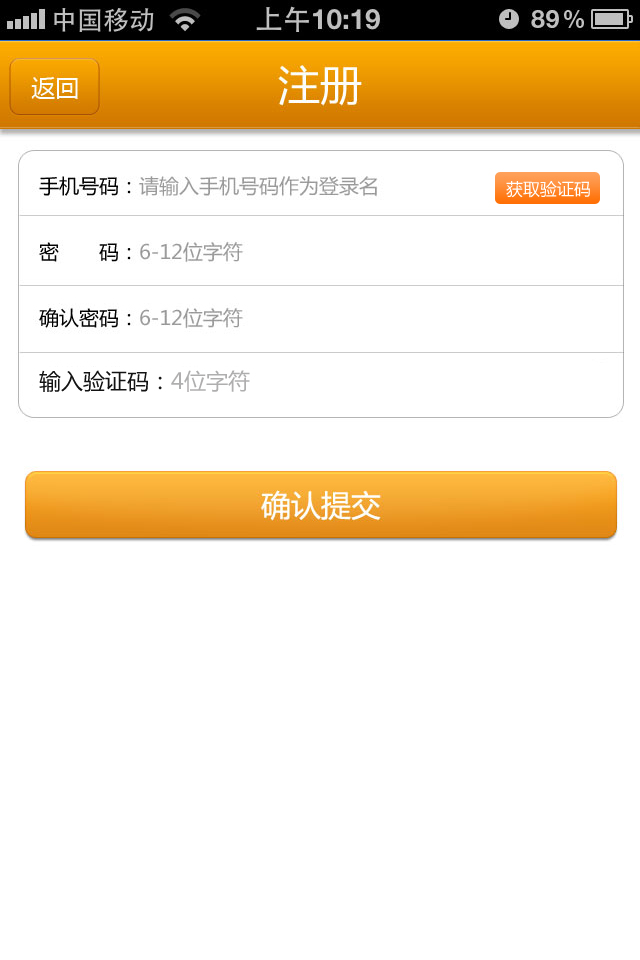 中国移动 上午10:19 89%
返回 注册
手机号码：请输入手机号码作为登录名 获取验证码
密　　码：6-12位字符
确认密码：6-12位字符
输入验证码：4位字符
确认提交